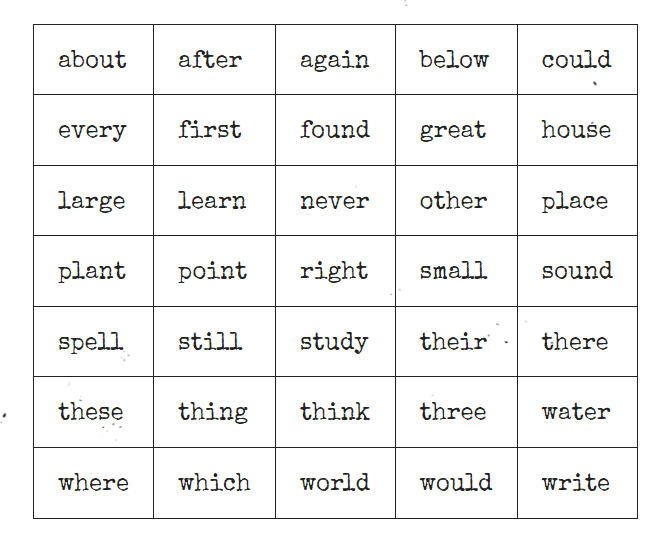 about after again below could
every first found great house
large learn never other place
plant point right small sound
spell still study their there
these thing think three water
where which world would write